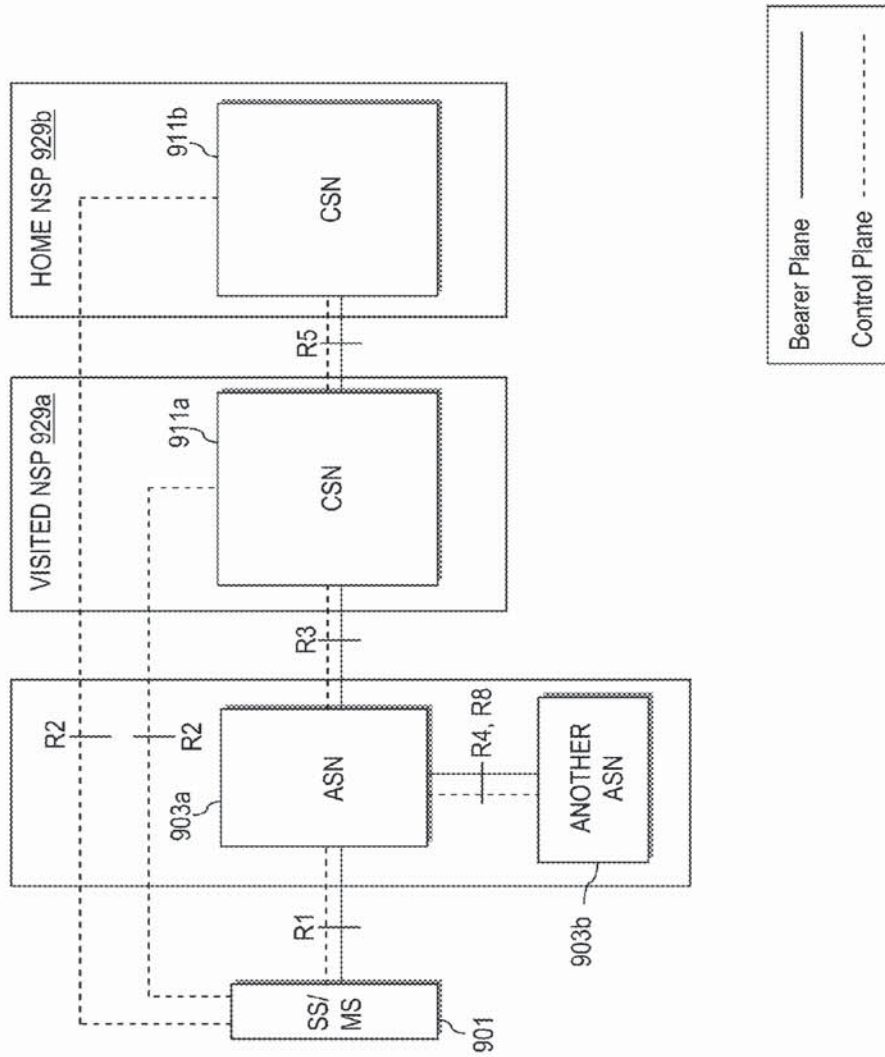 HOME NSP 929b
911b
CSN
R5
VISITED NSP 929a
911a
CSN
R3
R2
R2
903a
ASN
R4, R8
ANOTHER
ASN
903b
R1
SS/
MS
901
Bearer Plane
Control Plane